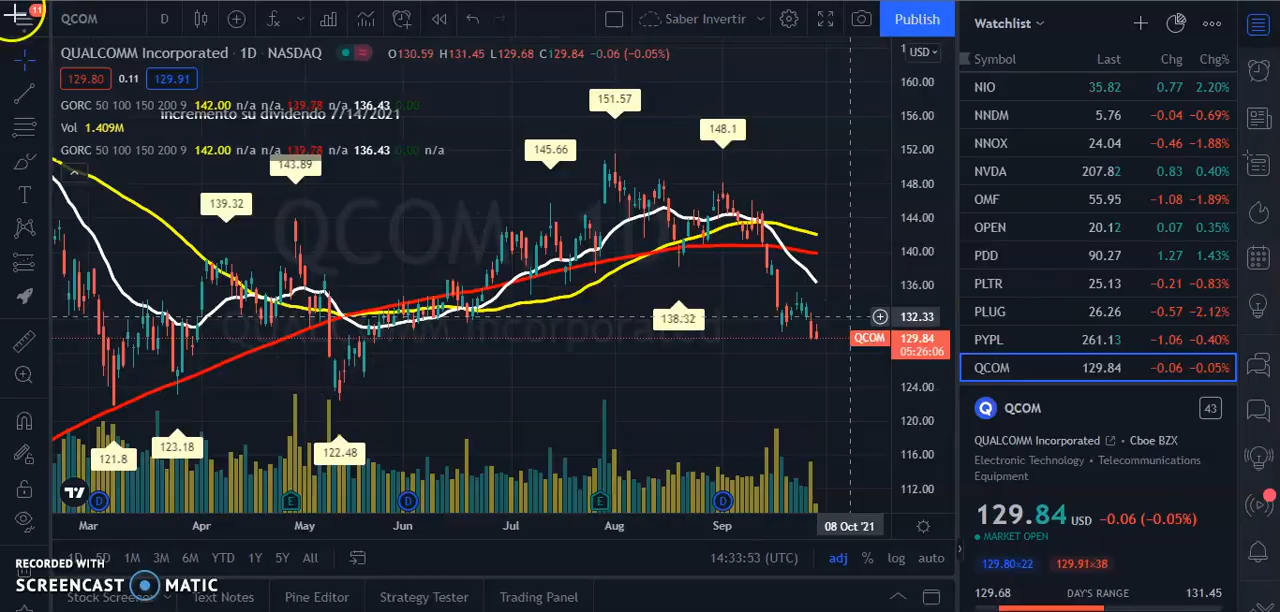 11
QCOM
D
Saber Invertir
Publish
QUALCOMM Incorporated · 1D · NASDAQ
O130.59 H131.45 L129.68 C129.84 −0.06 (−0.05%)
USD
129.80 0.11 129.91
GORC 50 100 150 200 9 142.00 n/a n/a 139.78 n/a 136.43 0.00
incremento su dividendo 7/14/2021
Vol 1.409M
GORC 50 100 150 200 9 142.00 n/a n/a 139.78 n/a 136.43 0.00 n/a
160.00
156.00
152.00
148.00
144.00
140.00
136.00
132.33
QCOM 129.84
05:26:06
124.00
120.00
116.00
112.00
151.57
148.1
145.66
143.89
139.32
138.32
121.8
123.18
122.48
D E D E D
Mar Apr May Jun Jul Aug Sep 08 Oct '21
1D 5D 1M 3M 6M YTD 1Y 5Y All
14:33:53 (UTC) adj % log auto
RECORDED WITH
SCREENCAST MATIC
Stock Screener Text Notes Pine Editor Strategy Tester Trading Panel
Watchlist
Symbol Last Chg Chg%
NIO 35.82 0.77 2.20%
NNDM 5.76 −0.04 −0.69%
NNOX 24.04 −0.46 −1.88%
NVDA 207.82 0.83 0.40%
OMF 55.95 −1.08 −1.89%
OPEN 20.12 0.07 0.35%
PDD 90.27 1.27 1.43%
PLTR 25.13 −0.21 −0.83%
PLUG 26.26 −0.57 −2.12%
PYPL 261.13 −1.06 −0.40%
QCOM 129.84 −0.06 −0.05%
QCOM 43
QUALCOMM Incorporated • Cboe BZX
Electronic Technology • Telecommunications
Equipment
129.84 USD −0.06 (−0.05%)
MARKET OPEN
129.80×22 129.91×38
129.68 DAY'S RANGE 131.45